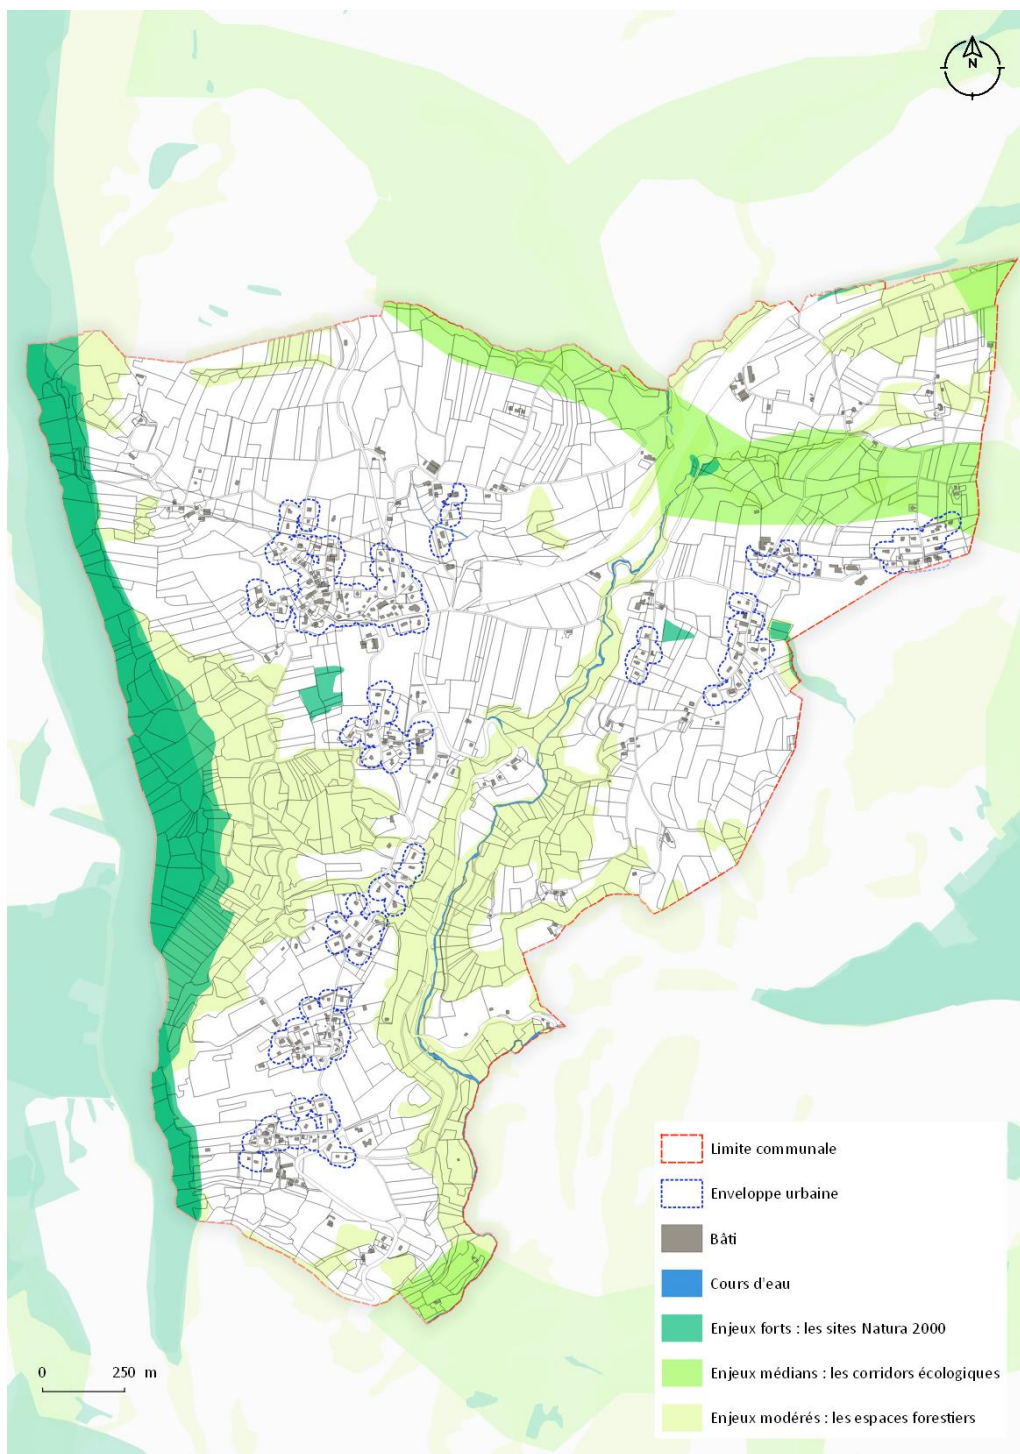 N
Limite communale
Enveloppe urbaine
Bâti
Cours d'eau
Enjeux forts : les sites Natura 2000
Enjeux médians : les corridors écologiques
Enjeux modérés : les espaces forestiers
0 250 m